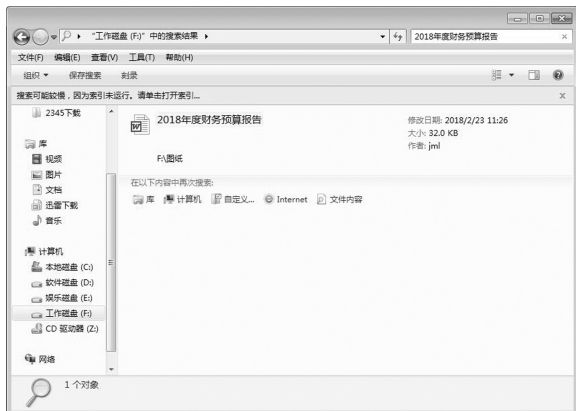 "工作磁盘 (F:)" 中的搜索结果
2018年度财务预算报告
文件(F) 编辑(E) 查看(V) 工具(T) 帮助(H)
组织 保存搜索 刻录
搜索可能较慢，因为索引未运行。请单击打开索引...
2345下载
库
视频
图片
文档
迅雷下载
音乐
计算机
本地磁盘 (C:)
软件磁盘 (D:)
娱乐磁盘 (E:)
工作磁盘 (F:)
CD 驱动器 (Z:)
网络
2018年度财务预算报告
F:\图纸
修改日期: 2018/2/23 11:26
大小: 32.0 KB
作者: jml
在以下内容中再次搜索:
库 计算机 自定义... Internet 文件内容
1 个对象